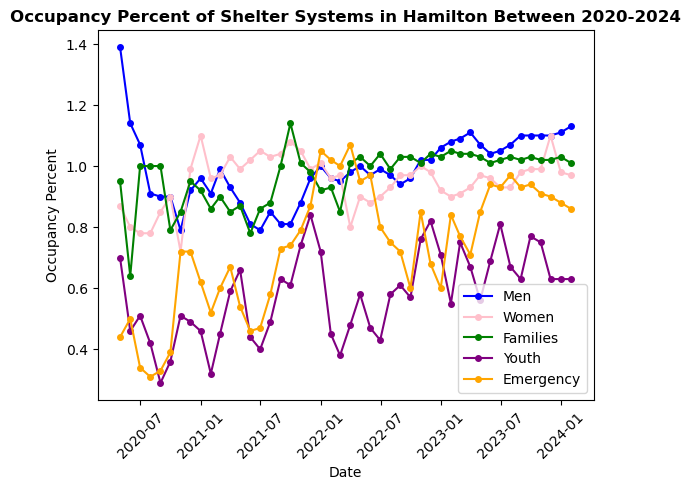 Occupancy Percent of Shelter Systems in Hamilton Between 2020-2024
Occupancy Percent
1.4
1.2
1.0
0.8
0.6
0.4
Men
Women
Families
Youth
Emergency
2020-07
2021-01
2021-07
2022-01
2022-07
2023-01
2023-07
2024-01
Date